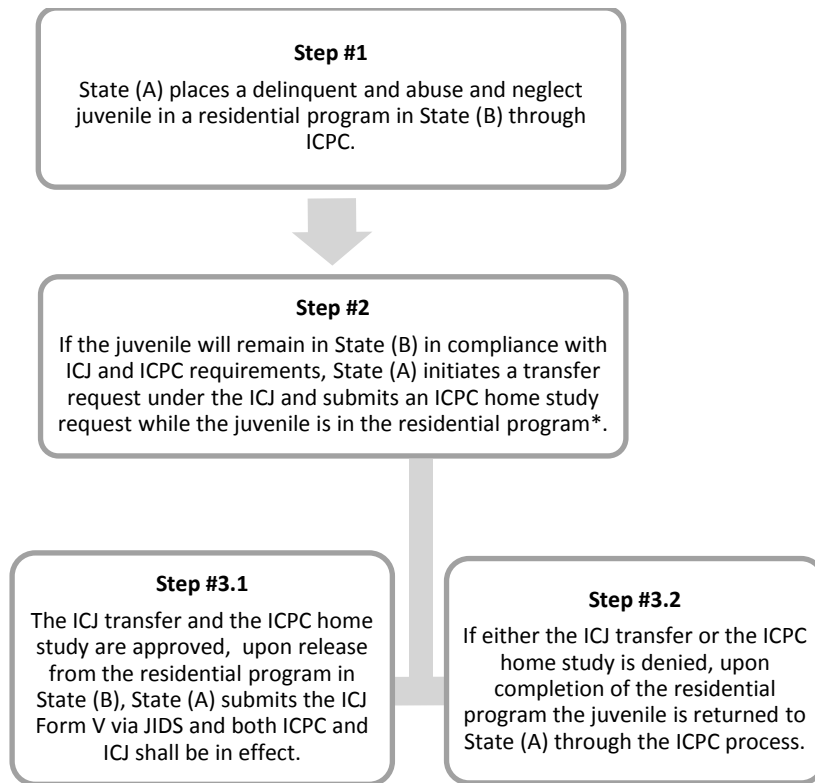 Step #1
State (A) places a delinquent and abuse and neglect
juvenile in a residential program in State (B) through
ICPC.
Step #2
If the juvenile will remain in State (B) in compliance with
ICJ and ICPC requirements, State (A) initiates a transfer
request under the ICJ and submits an ICPC home study
request while the juvenile is in the residential program*.
Step #3.1
The ICJ transfer and the ICPC home
study are approved, upon release
from the residential program in
State (B), State (A) submits the ICJ
Form V via JIDS and both ICPC and
ICJ shall be in effect.
Step #3.2
If either the ICJ transfer or the ICPC
home study is denied, upon
completion of the residential
program the juvenile is returned to
State (A) through the ICPC process.